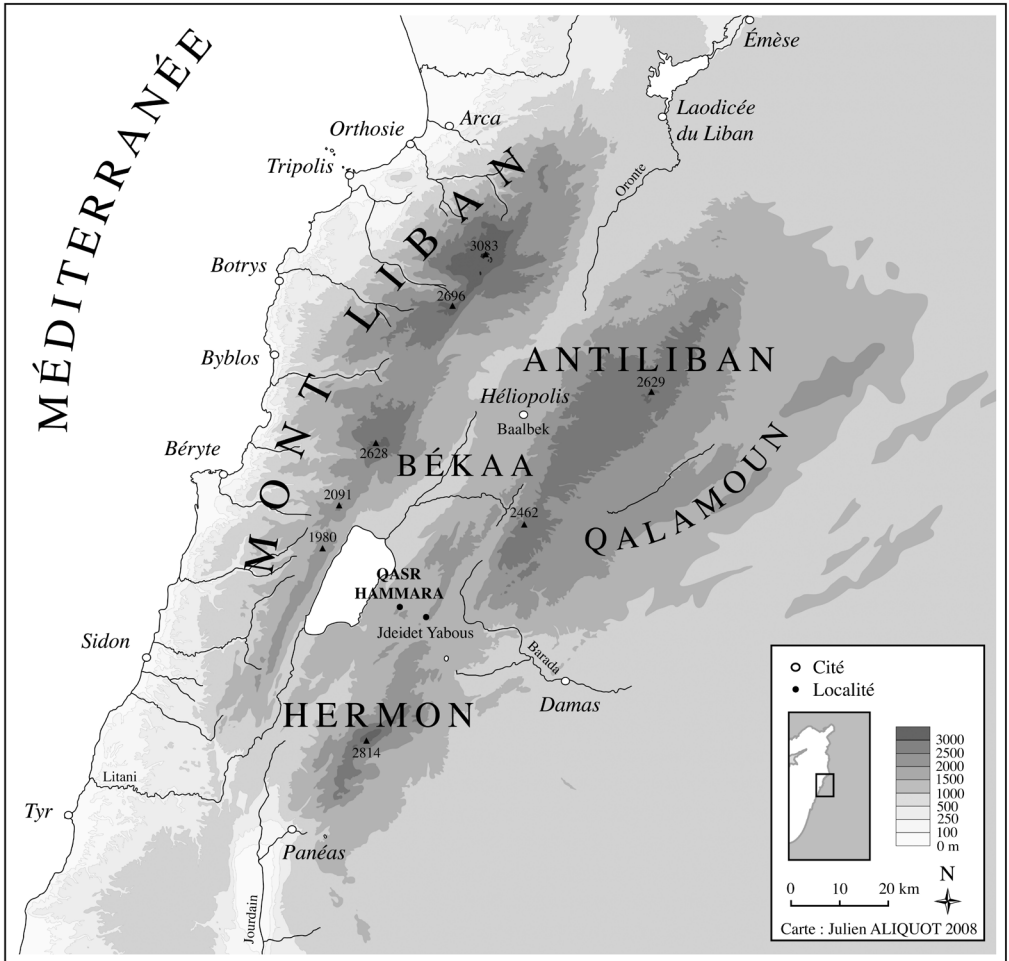 MÉDITERRANÉE
Émèse
Laodicée
du Liban
Arca
Orthosie
Tripolis
Oronte
MONT LIBAN
3083
Botrys
2696
Byblos
ANTILIBAN
2629
Héliopolis
Baalbek
Béryte
2628
BÉKAA
QALAMOUN
2091
2462
1980
QASR
HAMMARA
Jdeidet Yabous
Sidon
Barada
Damas
HERMON
2814
Litani
Tyr
Panéas
Jourdain
Cité
Localité
3000
2500
2000
1500
1000
500
250
100
0 m
N
0 10 20 km
Carte : Julien ALIQUOT 2008